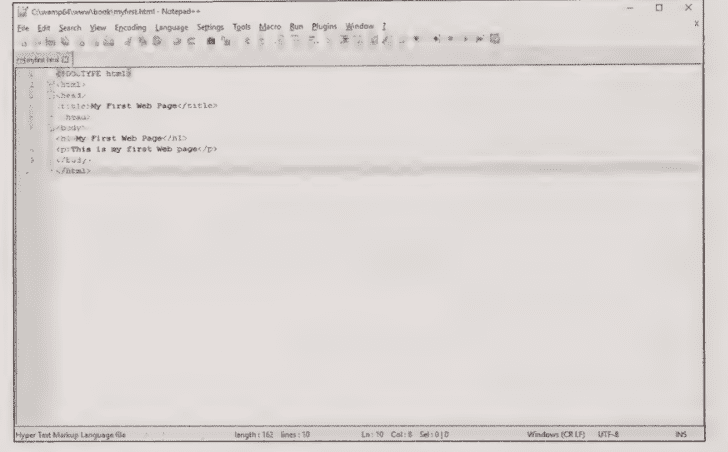 C:\wamp64\www\book\myfirst.html - Notepad++
File Edit Search View Encoding Language Settings Tools Macro Run Plugins Window ?
X
myfirst.html
<!DOCTYPE html>
<html>
<head>
<title>My First Web Page</title>
head>
<body>
<h1>My First Web Page</h1>
<p>This is my first Web page</p>
</body>
</html>
Hyper Text Markup Language file length : 162 lines : 10 Ln : 10 Col : 8 Sel : 0 | 0 Windows (CR LF) UTF-8 INS